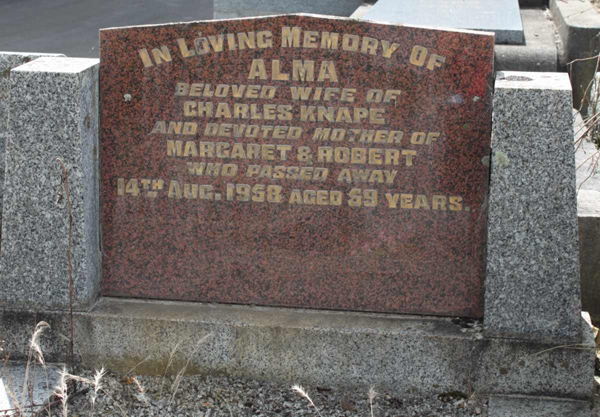 IN LOVING MEMORY OF
ALMA
BELOVED WIFE OF
CHARLES KNAPE
AND DEVOTED MOTHER OF
MARGARET & ROBERT
WHO PASSED AWAY
14TH AUG. 1958 AGED 59 YEARS.